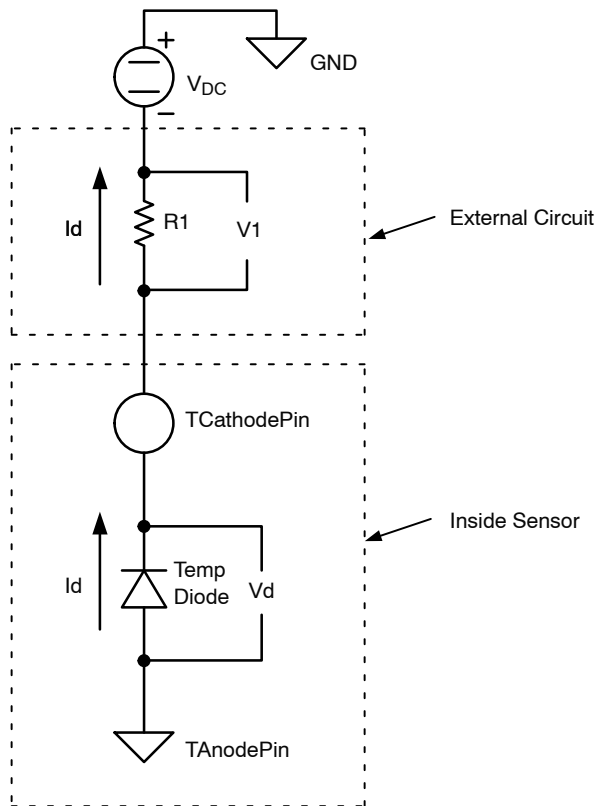 +
GND
V_DC
−
Id
R1
V1
External Circuit
TCathodePin
Inside Sensor
Id
Temp
Diode
Vd
TAnodePin